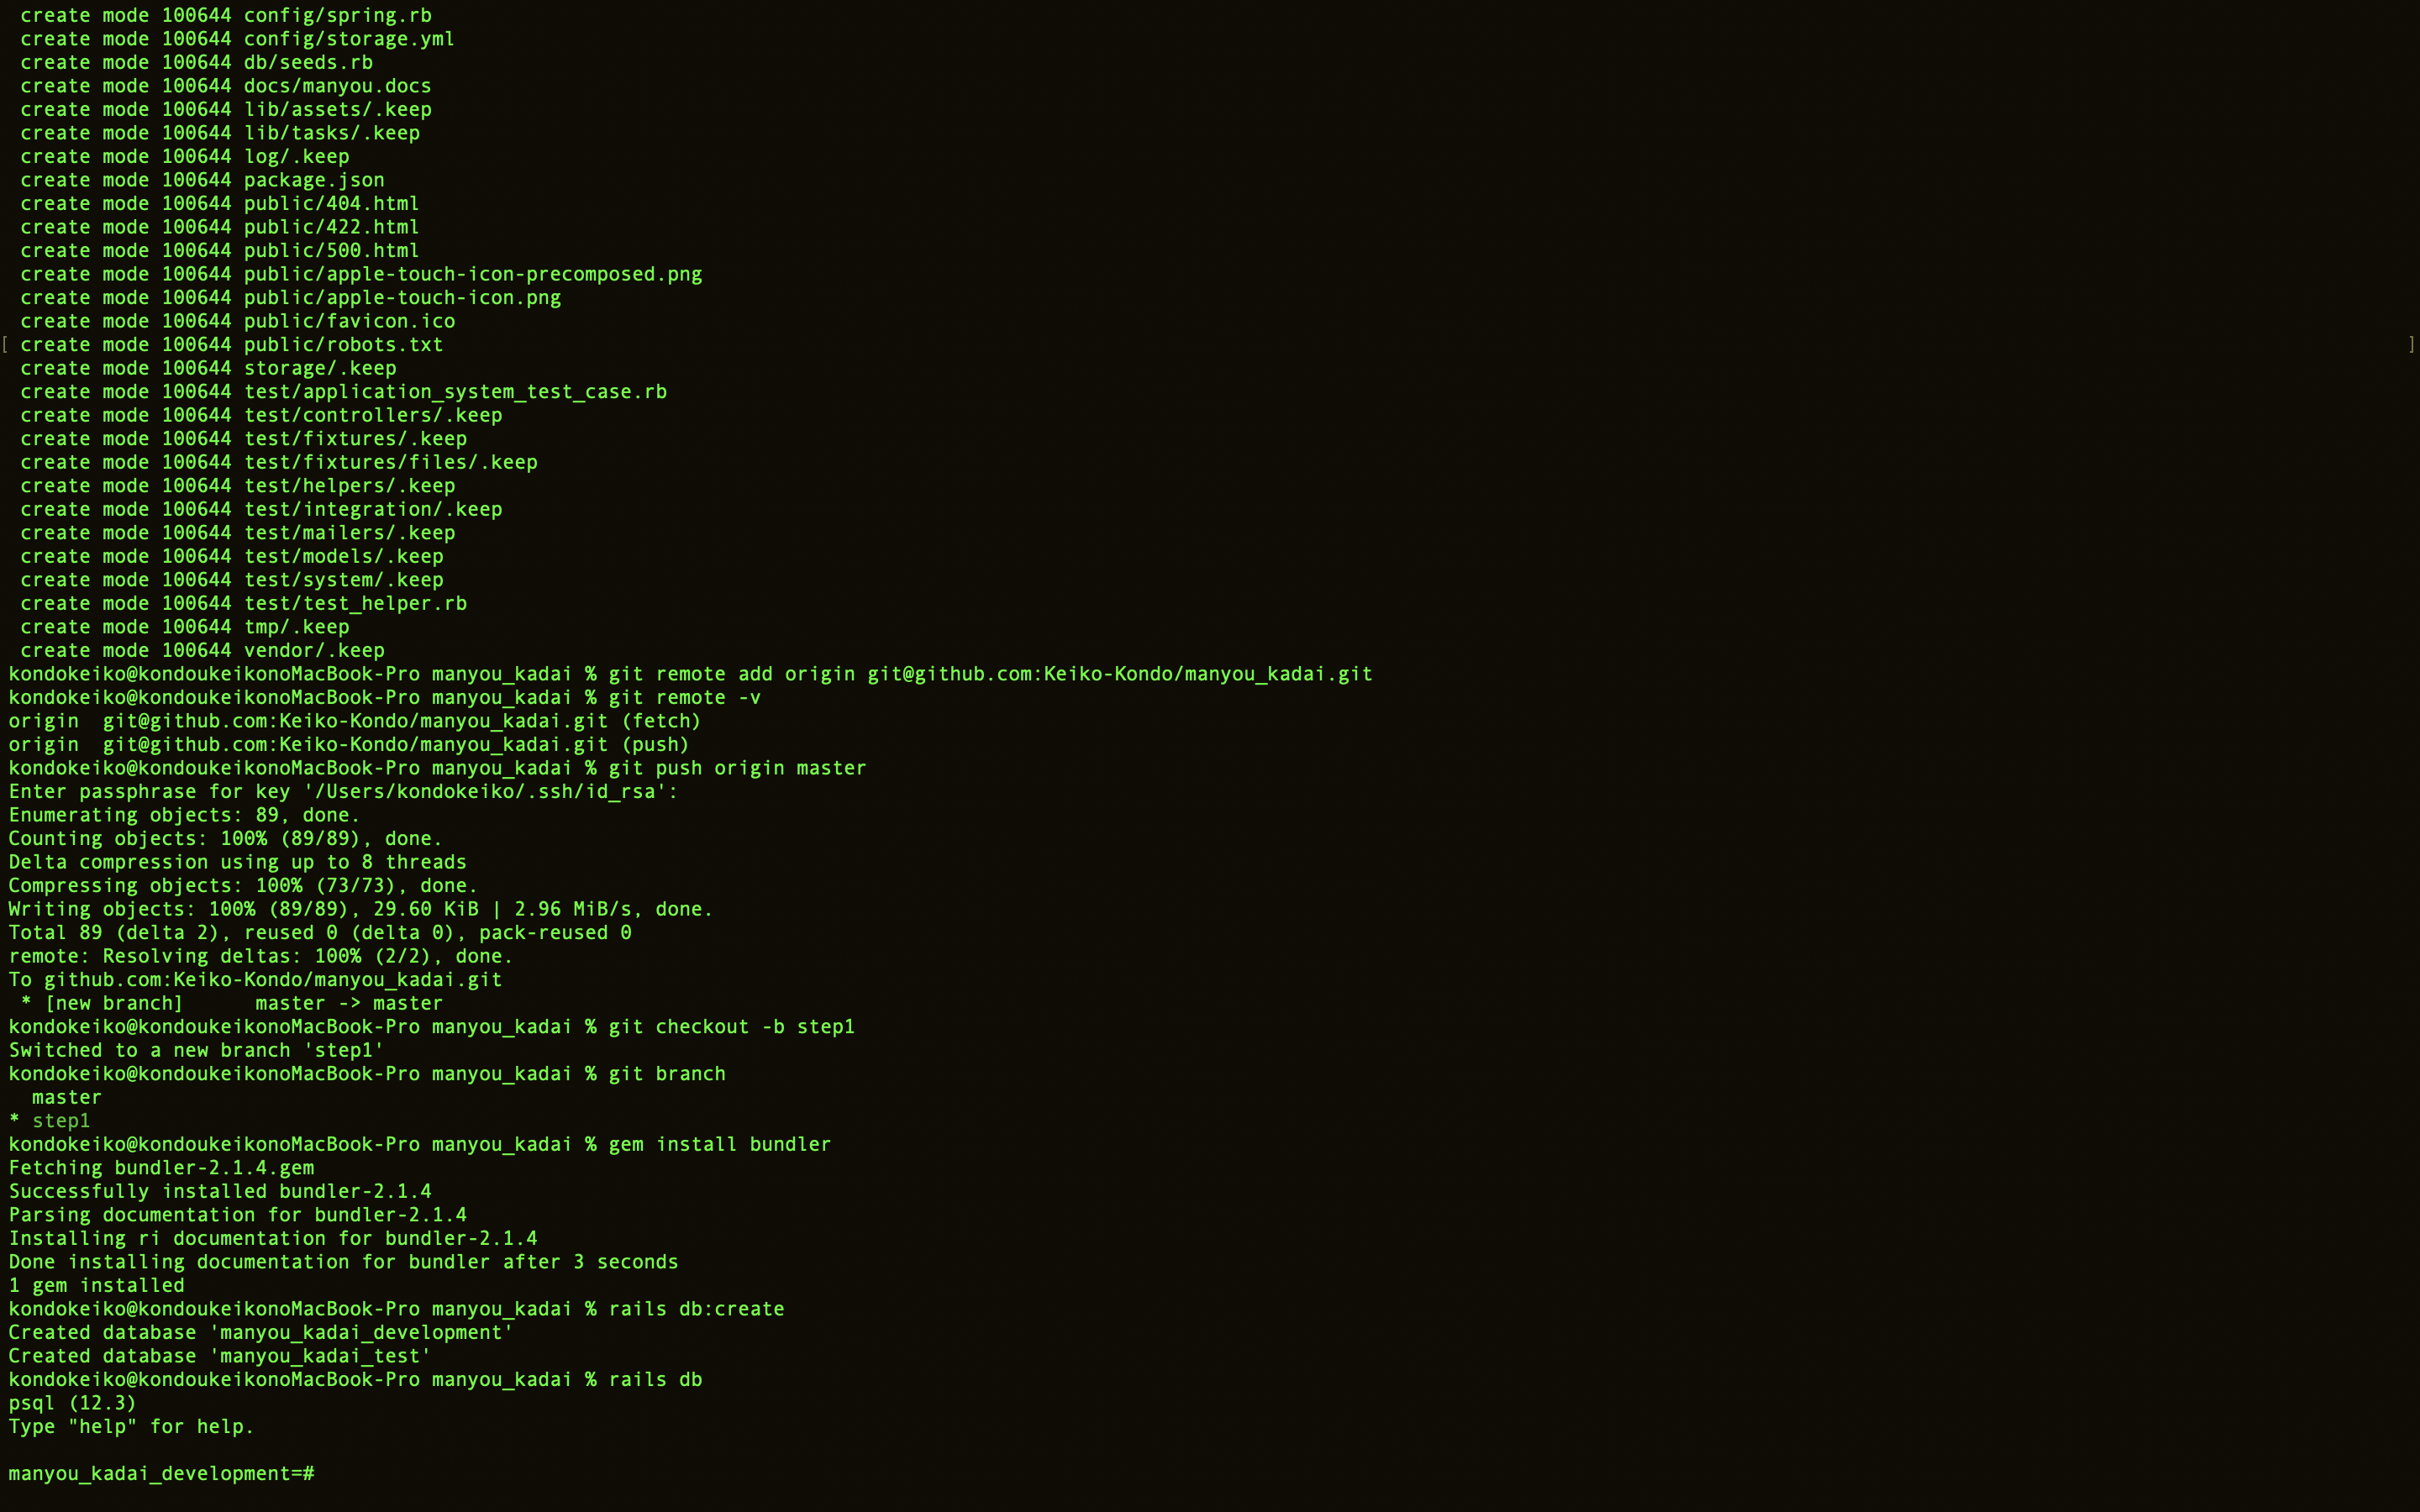 create mode 100644 config/spring.rb
create mode 100644 config/storage.yml
create mode 100644 db/seeds.rb
create mode 100644 docs/manyou.docs
create mode 100644 lib/assets/.keep
create mode 100644 lib/tasks/.keep
create mode 100644 log/.keep
create mode 100644 package.json
create mode 100644 public/404.html
create mode 100644 public/422.html
create mode 100644 public/500.html
create mode 100644 public/apple-touch-icon-precomposed.png
create mode 100644 public/apple-touch-icon.png
create mode 100644 public/favicon.ico
[ create mode 100644 public/robots.txt ]
create mode 100644 storage/.keep
create mode 100644 test/application_system_test_case.rb
create mode 100644 test/controllers/.keep
create mode 100644 test/fixtures/.keep
create mode 100644 test/fixtures/files/.keep
create mode 100644 test/helpers/.keep
create mode 100644 test/integration/.keep
create mode 100644 test/mailers/.keep
create mode 100644 test/models/.keep
create mode 100644 test/system/.keep
create mode 100644 test/test_helper.rb
create mode 100644 tmp/.keep
create mode 100644 vendor/.keep
kondokeiko@kondoukeikonoMacBook-Pro manyou_kadai % git remote add origin git@github.com:Keiko-Kondo/manyou_kadai.git
kondokeiko@kondoukeikonoMacBook-Pro manyou_kadai % git remote -v
origin  git@github.com:Keiko-Kondo/manyou_kadai.git (fetch)
origin  git@github.com:Keiko-Kondo/manyou_kadai.git (push)
kondokeiko@kondoukeikonoMacBook-Pro manyou_kadai % git push origin master
Enter passphrase for key '/Users/kondokeiko/.ssh/id_rsa':
Enumerating objects: 89, done.
Counting objects: 100% (89/89), done.
Delta compression using up to 8 threads
Compressing objects: 100% (73/73), done.
Writing objects: 100% (89/89), 29.60 KiB | 2.96 MiB/s, done.
Total 89 (delta 2), reused 0 (delta 0), pack-reused 0
remote: Resolving deltas: 100% (2/2), done.
To github.com:Keiko-Kondo/manyou_kadai.git
 * [new branch]      master -> master
kondokeiko@kondoukeikonoMacBook-Pro manyou_kadai % git checkout -b step1
Switched to a new branch 'step1'
kondokeiko@kondoukeikonoMacBook-Pro manyou_kadai % git branch
  master
* step1
kondokeiko@kondoukeikonoMacBook-Pro manyou_kadai % gem install bundler
Fetching bundler-2.1.4.gem
Successfully installed bundler-2.1.4
Parsing documentation for bundler-2.1.4
Installing ri documentation for bundler-2.1.4
Done installing documentation for bundler after 3 seconds
1 gem installed
kondokeiko@kondoukeikonoMacBook-Pro manyou_kadai % rails db:create
Created database 'manyou_kadai_development'
Created database 'manyou_kadai_test'
kondokeiko@kondoukeikonoMacBook-Pro manyou_kadai % rails db
psql (12.3)
Type "help" for help.
manyou_kadai_development=#